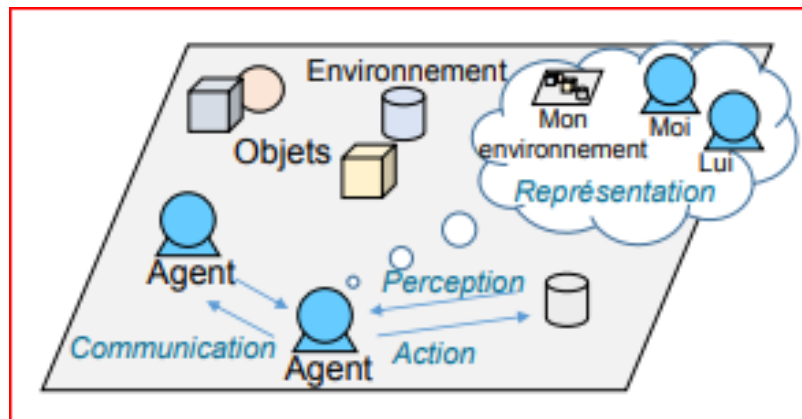 Environnement
Objets
Mon
environnement
Moi
Lui
Représentation
Agent
Perception
Communication
Agent
Action